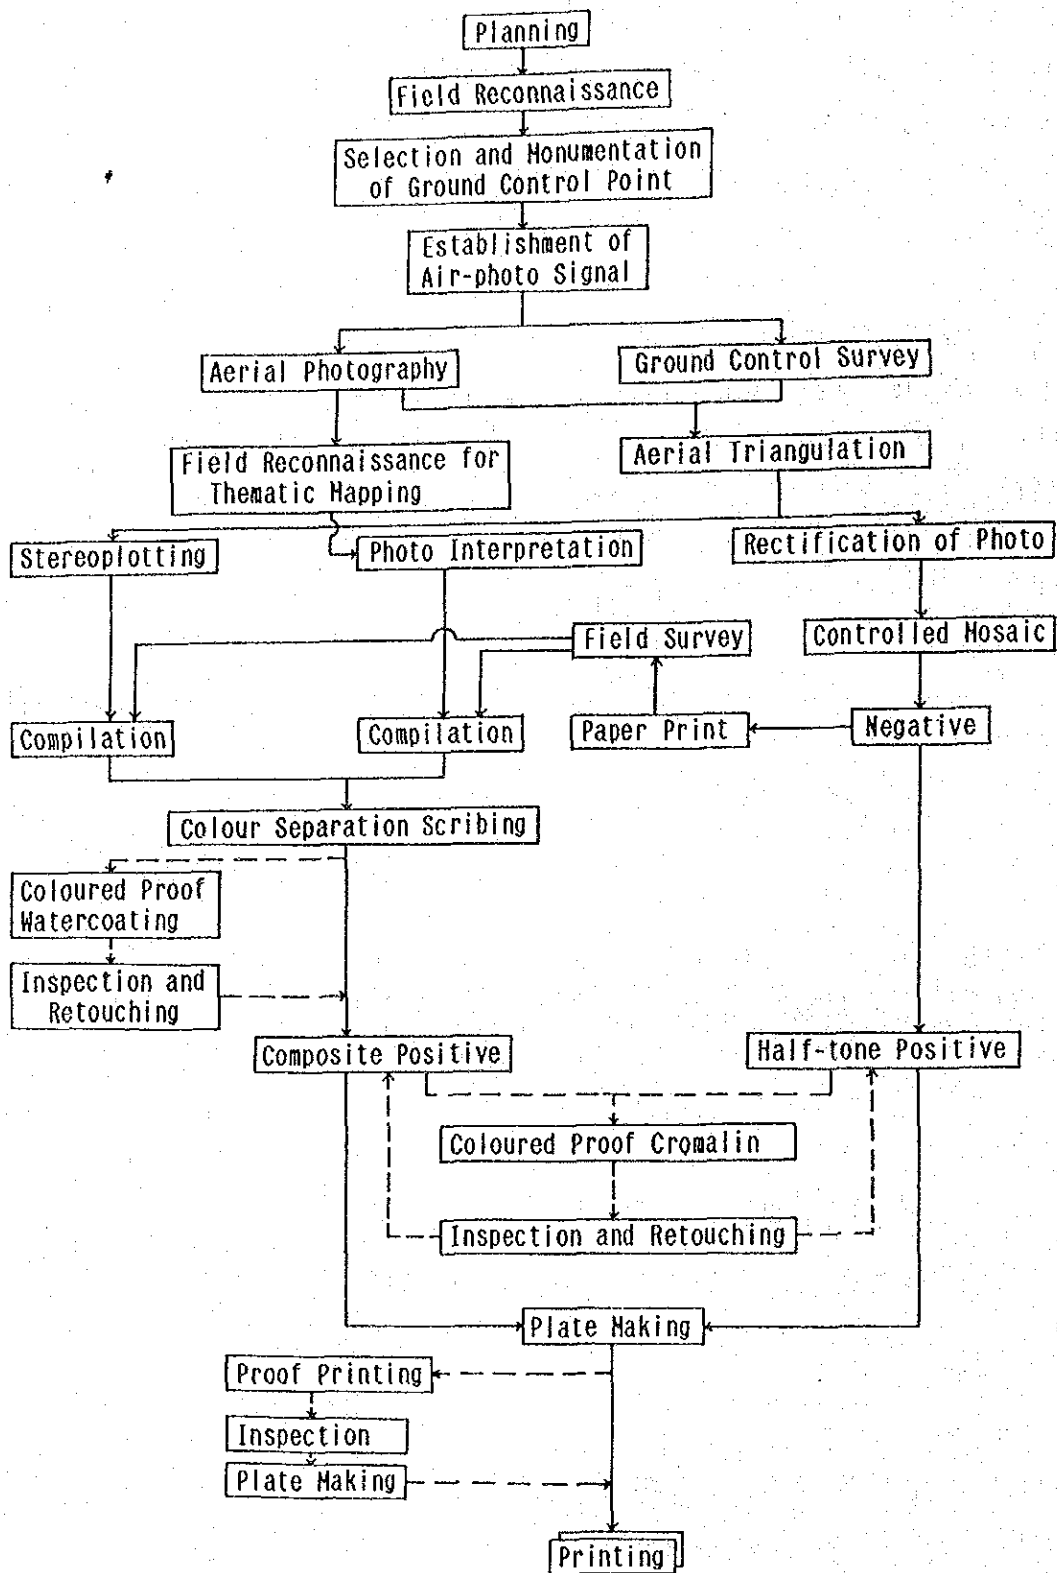 Planning
Field Reconnaissance
Selection and Monumentation
of Ground Control Point
Establishment of
Air-photo Signal
Aerial Photography
Ground Control Survey
Field Reconnaissance for
Thematic Mapping
Aerial Triangulation
Stereoplotting
Photo Interpretation
Rectification of Photo
Field Survey
Controlled Mosaic
Compilation
Compilation
Paper Print
Negative
Colour Separation Scribing
Coloured Proof
Watercoating
Inspection and
Retouching
Composite Positive
Half-tone Positive
Coloured Proof Cromalin
Inspection and Retouching
Plate Making
Proof Printing
Inspection
Plate Making
Printing